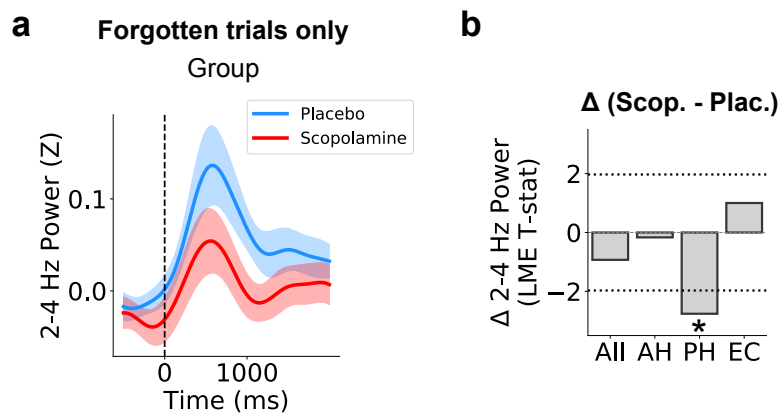 a
Forgotten trials only
Group
Placebo
Scopolamine
2-4 Hz Power (Z)
0.1
0.0
0
1000
Time (ms)
b
Δ (Scop. - Plac.)
Δ 2-4 Hz Power
(LME T-stat)
2
0
−2
*
All
AH
PH
EC